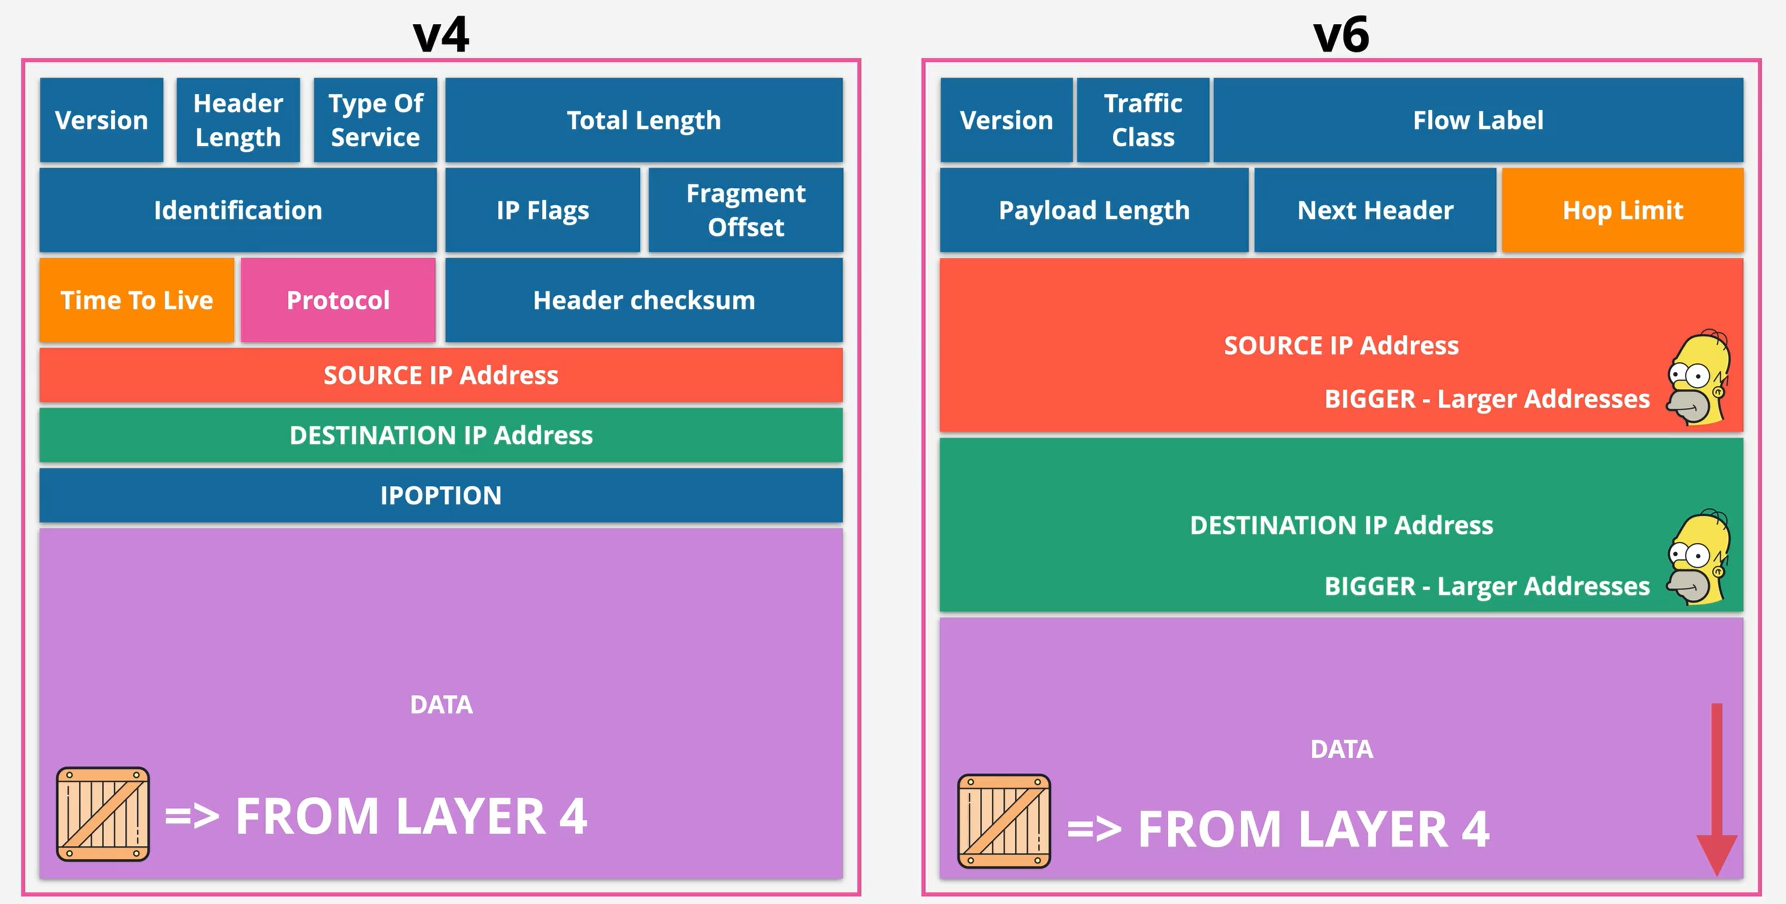 v4
Version
Header
Length
Type Of
Service
Total Length
Identification
IP Flags
Fragment
Offset
Time To Live
Protocol
Header checksum
SOURCE IP Address
DESTINATION IP Address
IPOPTION
DATA
=> FROM LAYER 4
v6
Version
Traffic
Class
Flow Label
Payload Length
Next Header
Hop Limit
SOURCE IP Address
BIGGER - Larger Addresses
DESTINATION IP Address
BIGGER - Larger Addresses
DATA
=> FROM LAYER 4